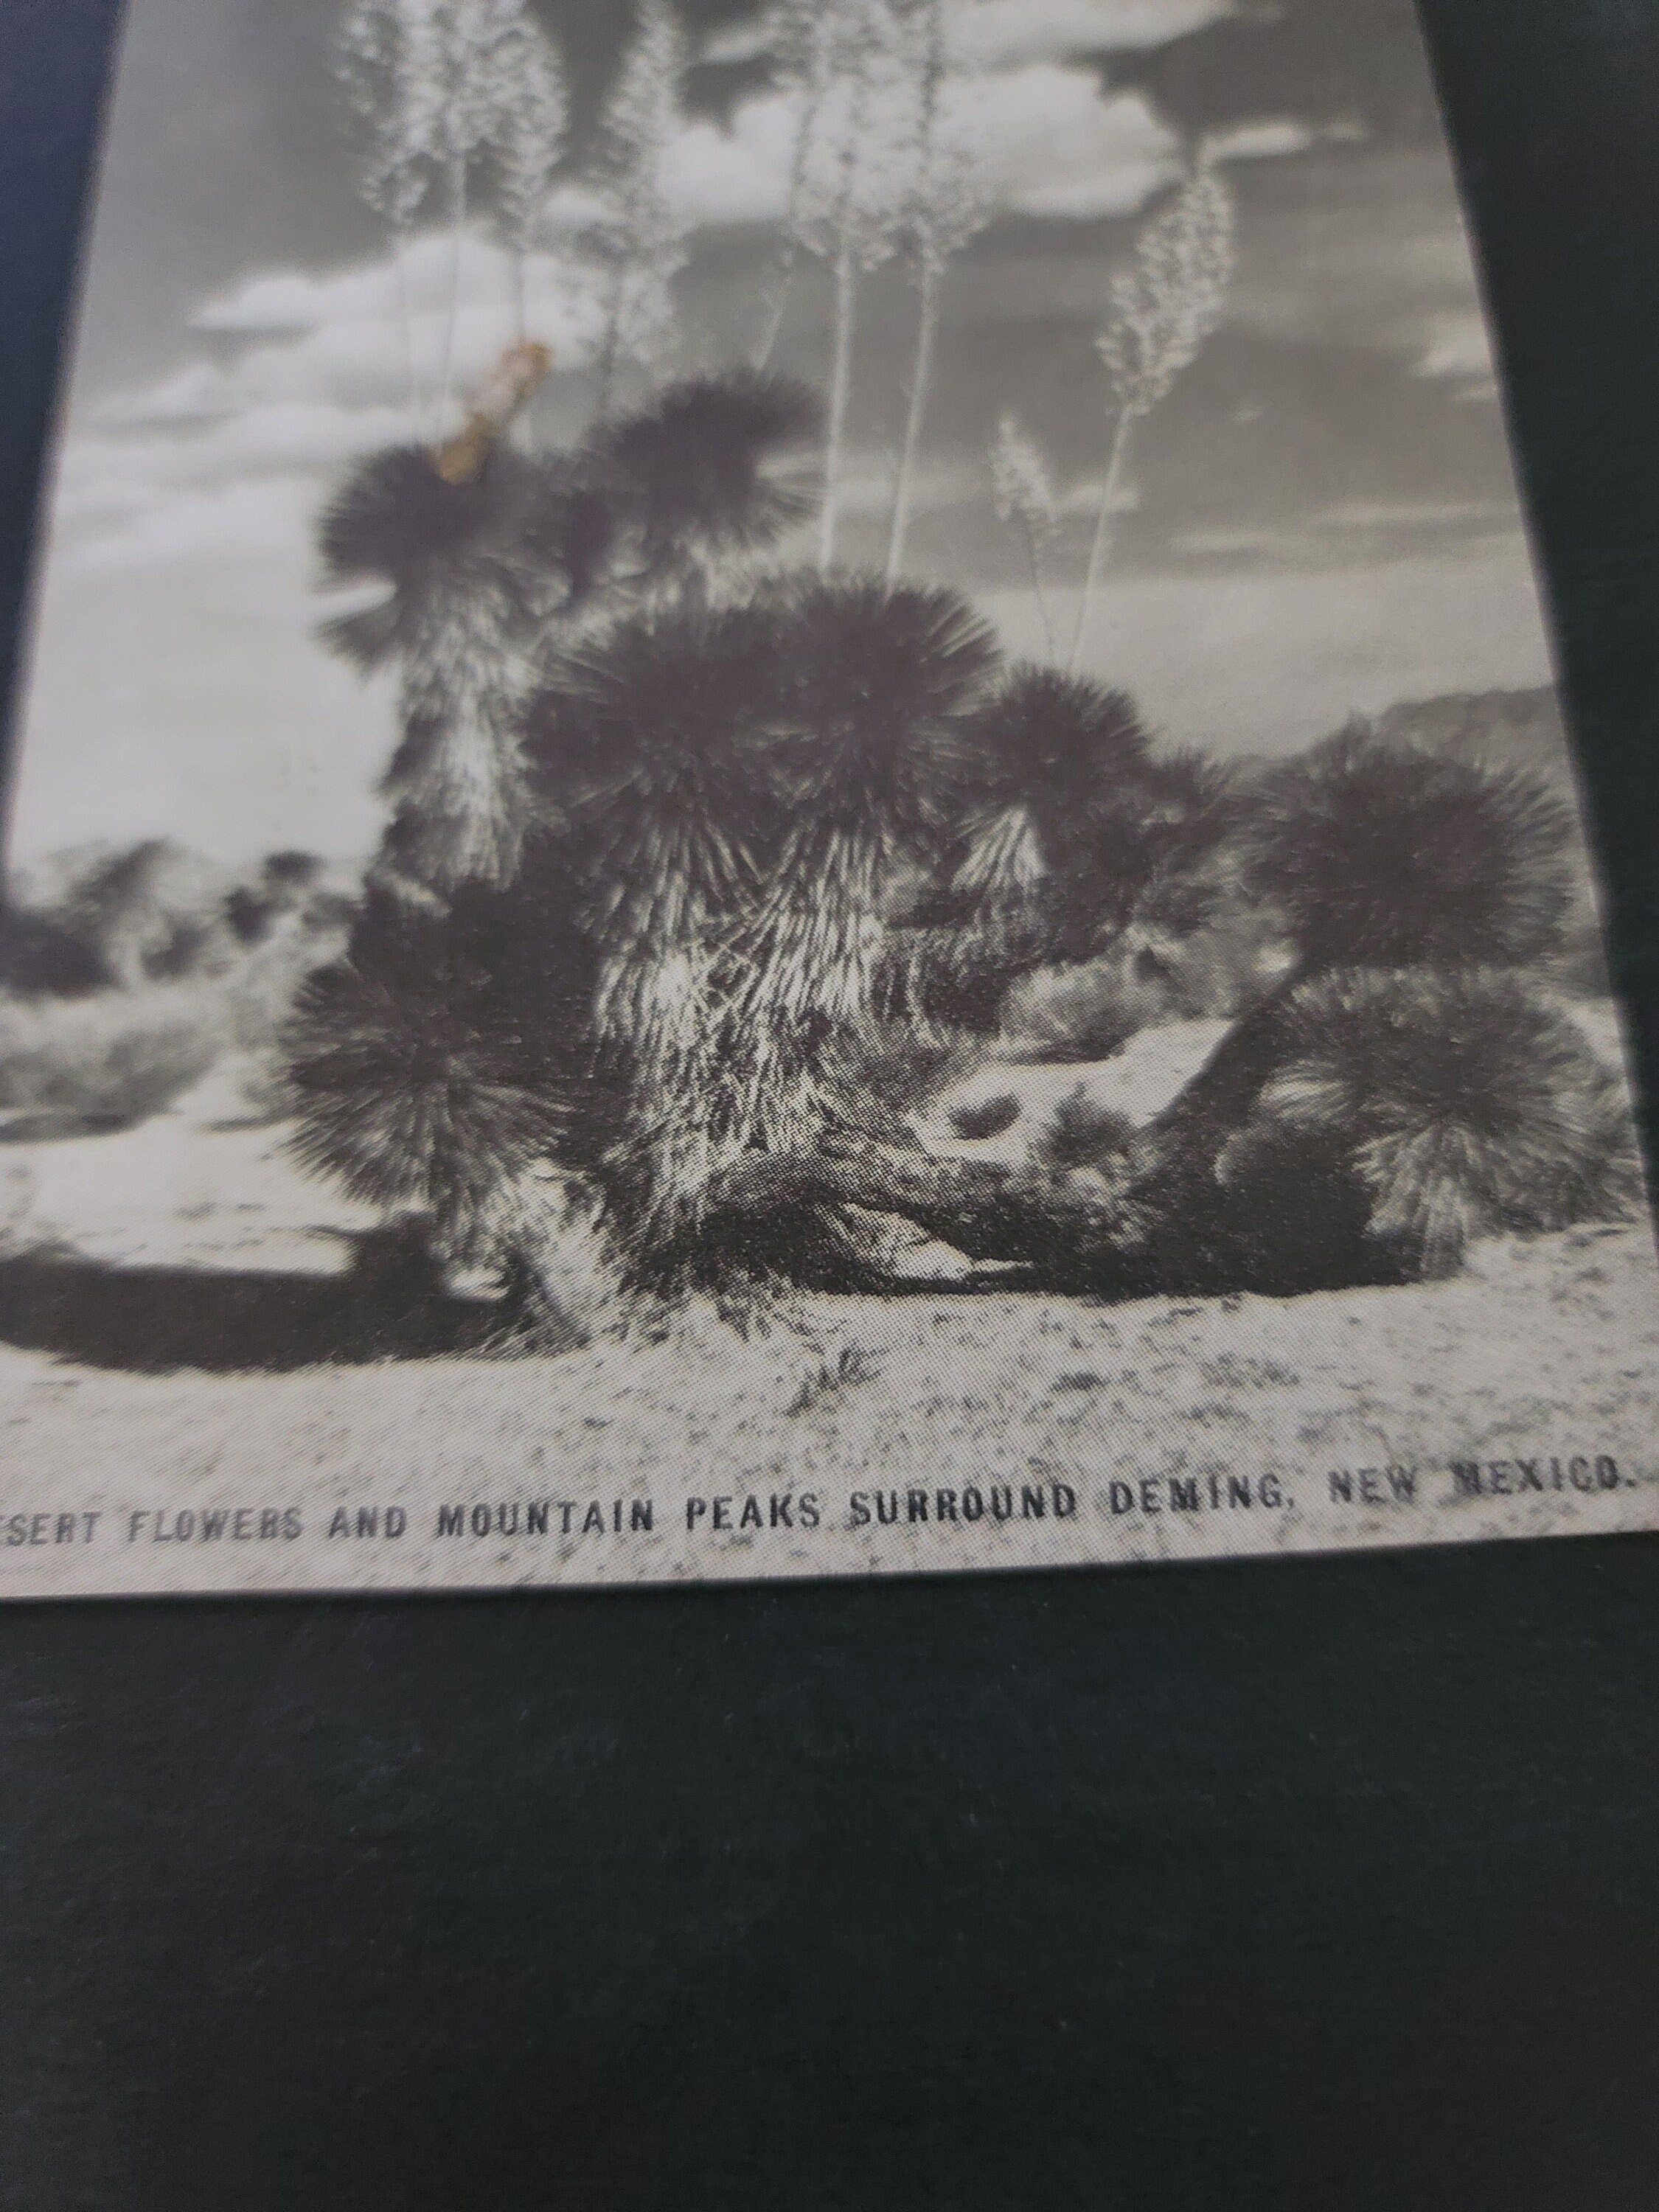 ESERT FLOWERS AND MOUNTAIN PEAKS SURROUND DEMING, NEW MEXICO.